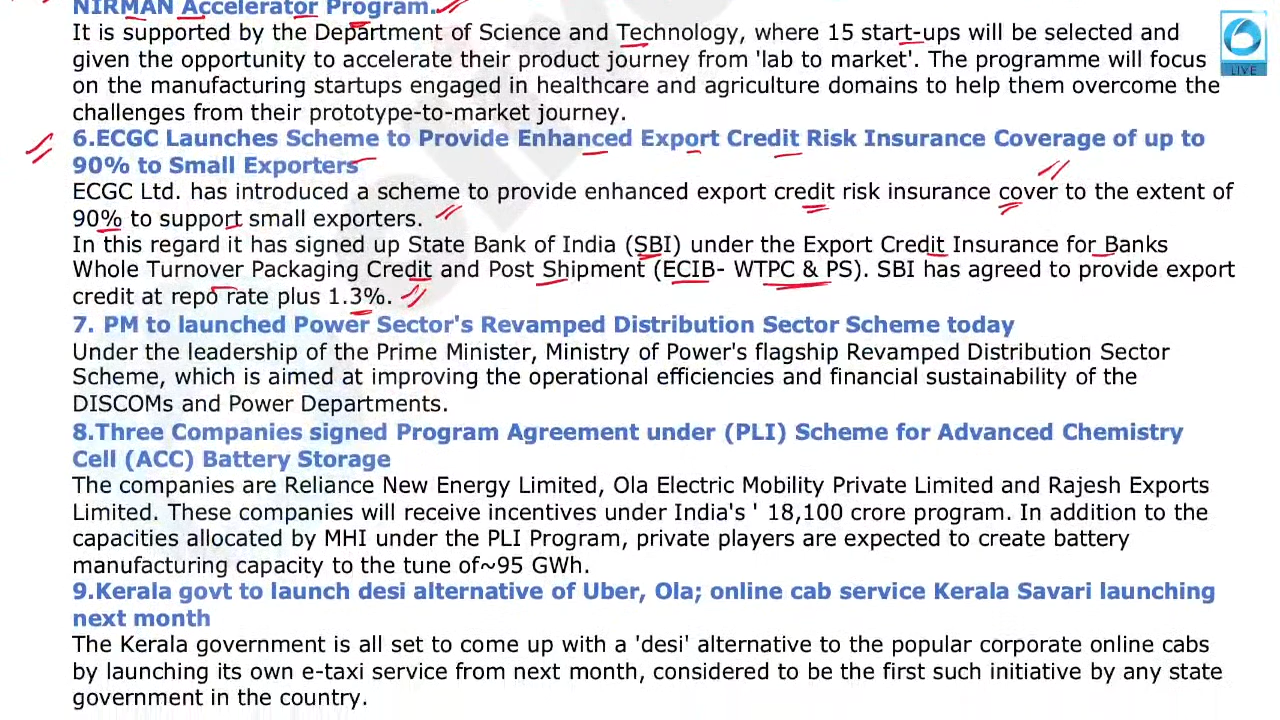 NIRMAN Accelerator Program.
It is supported by the Department of Science and Technology, where 15 start-ups will be selected and
given the opportunity to accelerate their product journey from 'lab to market'. The programme will focus
on the manufacturing startups engaged in healthcare and agriculture domains to help them overcome the
challenges from their prototype-to-market journey.
6.ECGC Launches Scheme to Provide Enhanced Export Credit Risk Insurance Coverage of up to
90% to Small Exporters
ECGC Ltd. has introduced a scheme to provide enhanced export credit risk insurance cover to the extent of
90% to support small exporters.
In this regard it has signed up State Bank of India (SBI) under the Export Credit Insurance for Banks
Whole Turnover Packaging Credit and Post Shipment (ECIB- WTPC & PS). SBI has agreed to provide export
credit at repo rate plus 1.3%.
7. PM to launched Power Sector's Revamped Distribution Sector Scheme today
Under the leadership of the Prime Minister, Ministry of Power's flagship Revamped Distribution Sector
Scheme, which is aimed at improving the operational efficiencies and financial sustainability of the
DISCOMs and Power Departments.
8.Three Companies signed Program Agreement under (PLI) Scheme for Advanced Chemistry
Cell (ACC) Battery Storage
The companies are Reliance New Energy Limited, Ola Electric Mobility Private Limited and Rajesh Exports
Limited. These companies will receive incentives under India's ' 18,100 crore program. In addition to the
capacities allocated by MHI under the PLI Program, private players are expected to create battery
manufacturing capacity to the tune of~95 GWh.
9.Kerala govt to launch desi alternative of Uber, Ola; online cab service Kerala Savari launching
next month
The Kerala government is all set to come up with a 'desi' alternative to the popular corporate online cabs
by launching its own e-taxi service from next month, considered to be the first such initiative by any state
government in the country.
LIVE